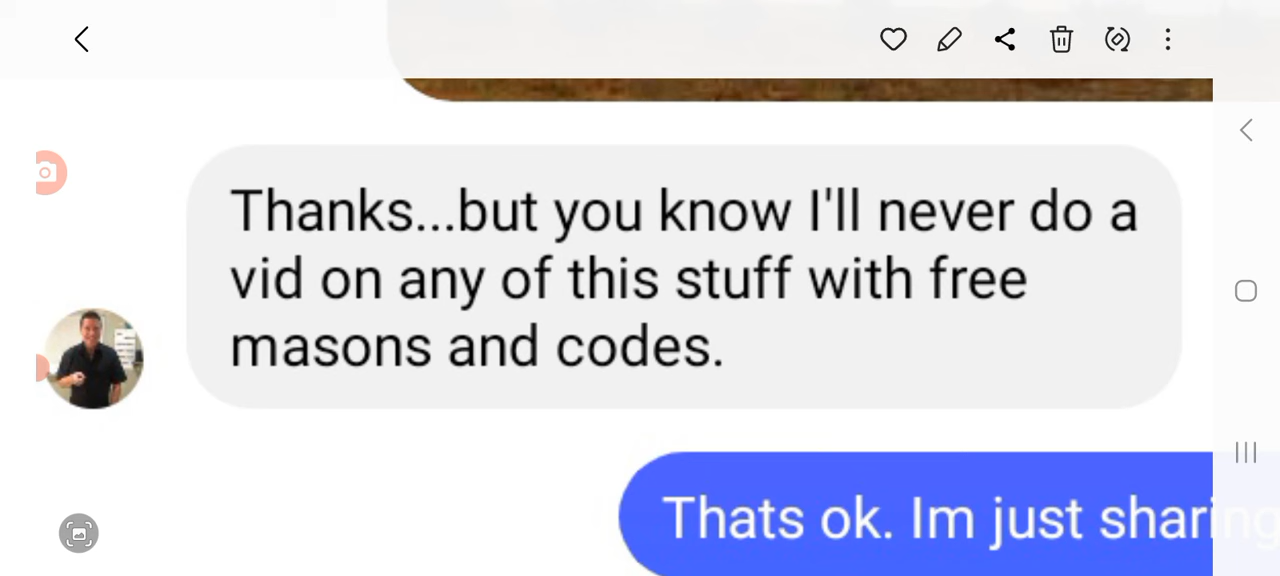 Thanks...but you know I'll never do a
vid on any of this stuff with free
masons and codes.
Thats ok. Im just sharing